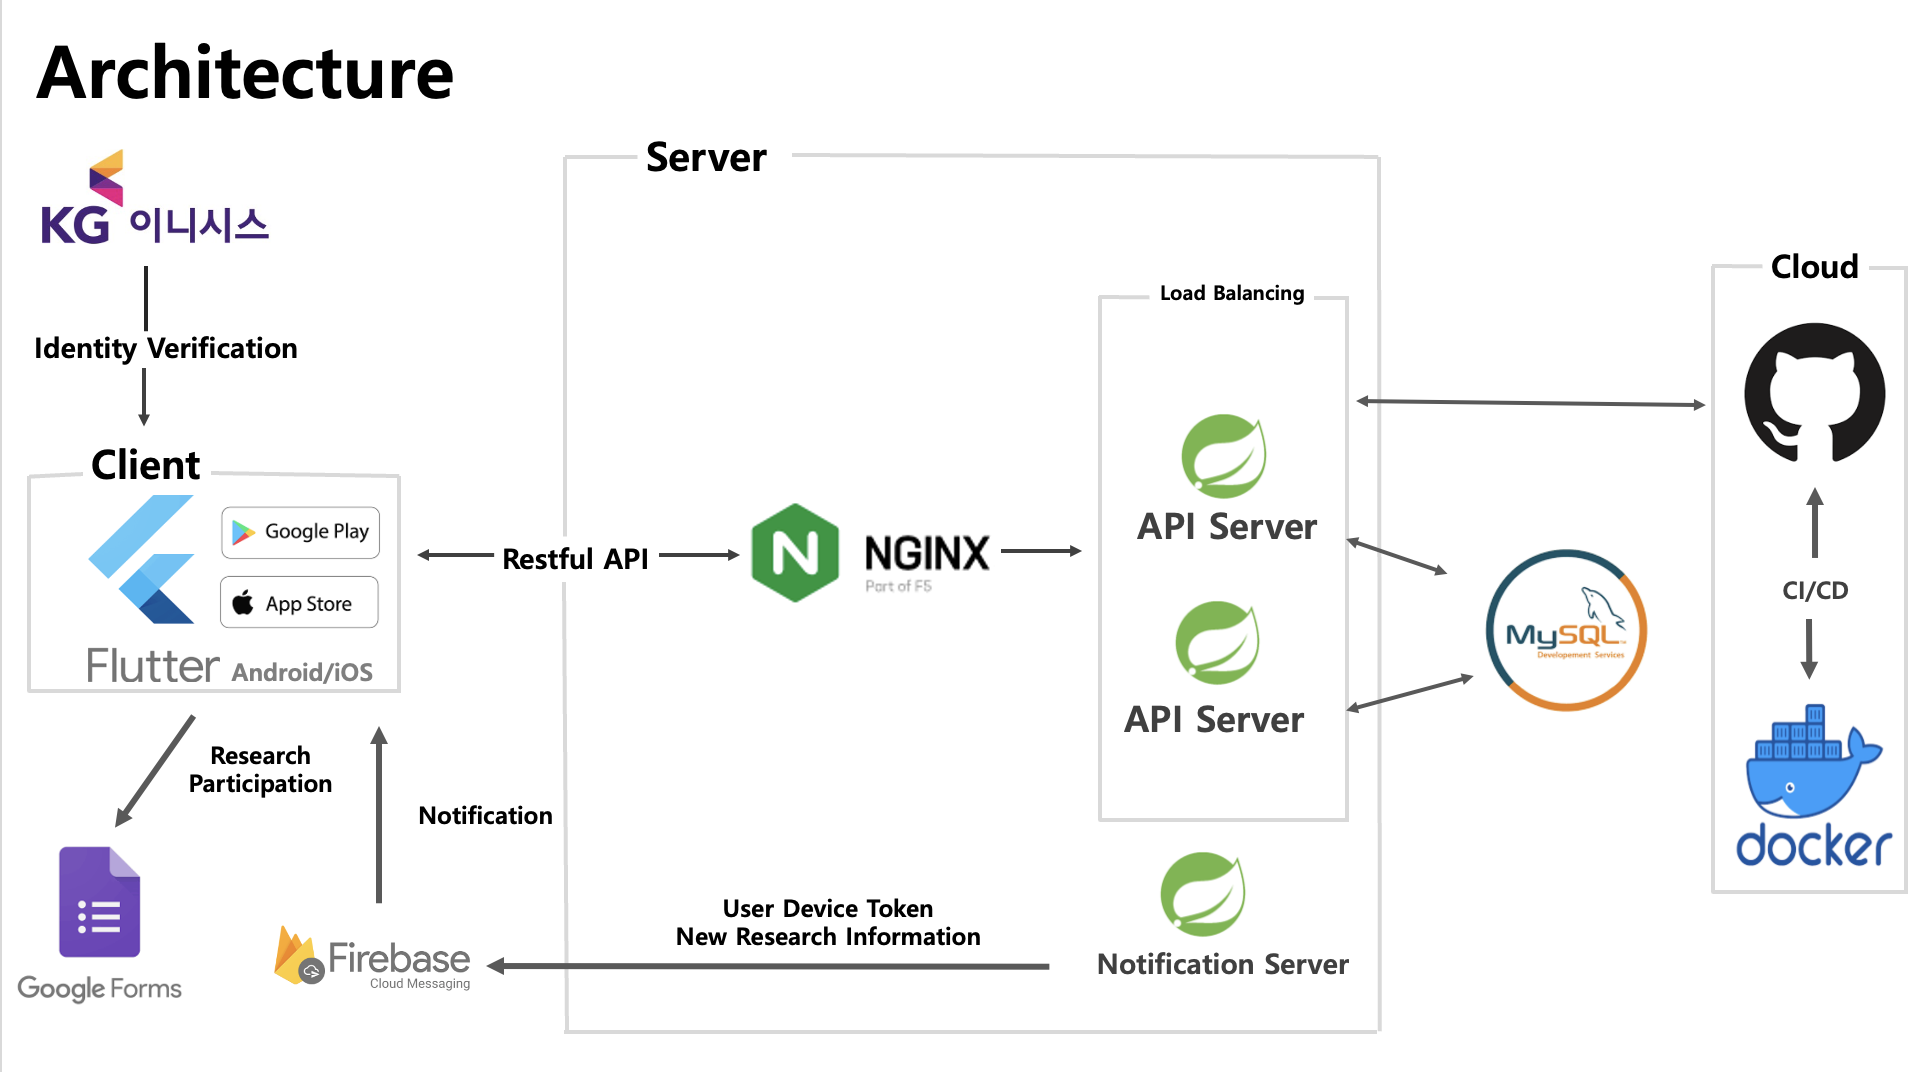 Architecture
KG 이니시스
Identity Verification
Client
Google Play
App Store
Flutter Android/iOS
Research
Participation
Notification
Google Forms
Firebase
Cloud Messaging
Server
Restful API
N
NGINX
Part of F5
Load Balancing
API Server
API Server
User Device Token
New Research Information
Notification Server
MySQL
Developement Services
Cloud
CI/CD
docker